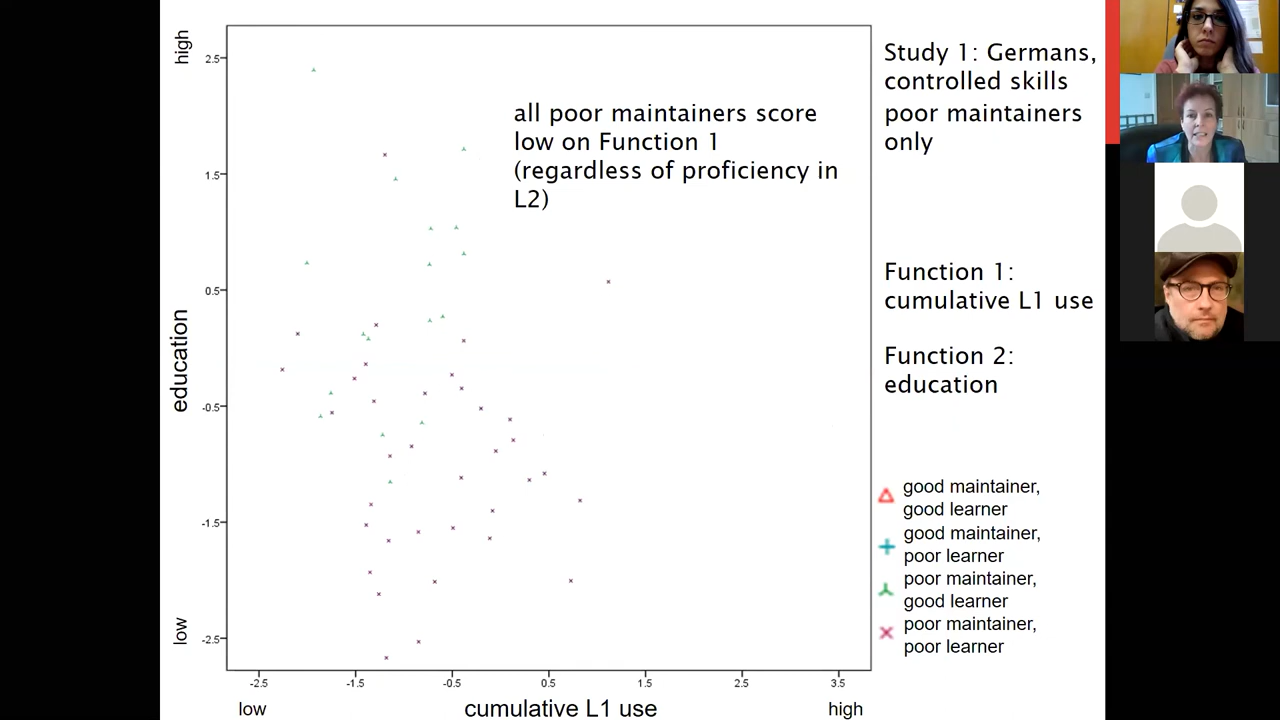 high
2.5
1.5
0.5
-0.5
-1.5
-2.5
low
education
-2.5
-1.5
-0.5
0.5
1.5
2.5
3.5
low
cumulative L1 use
high
all poor maintainers score
low on Function 1
(regardless of proficiency in
L2)
Study 1: Germans,
controlled skills
poor maintainers
only
Function 1:
cumulative L1 use
Function 2:
education
good maintainer,
good learner
good maintainer,
poor learner
poor maintainer,
good learner
poor maintainer,
poor learner